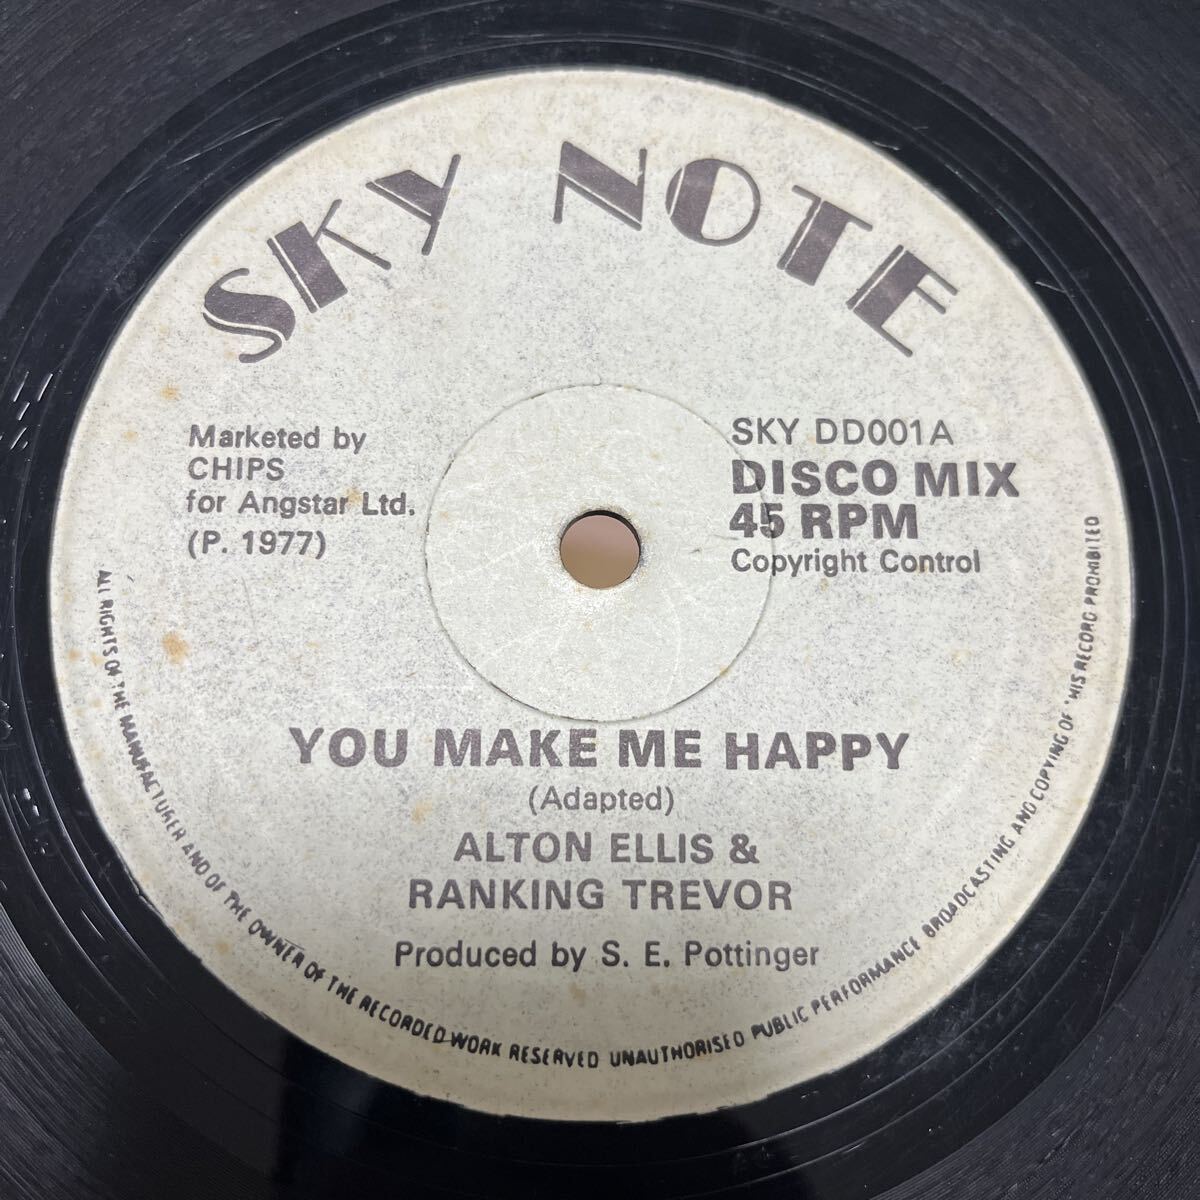 SKY NOTE
Marketed by
CHIPS
for Angstar Ltd.
(P. 1977)
SKY DD001A
DISCO MIX
45 RPM
Copyright Control
YOU MAKE ME HAPPY
(Adapted)
ALTON ELLIS &
RANKING TREVOR
Produced by S. E. Pottinger
ALL RIGHTS OF THE MANUFACTURER AND OF THE OWNER OF THE RECORDED WORK RESERVED UNAUTHORISED PUBLIC PERFORMANCE BROADCASTING AND COPYING OF THIS RECORD PROHIBITED